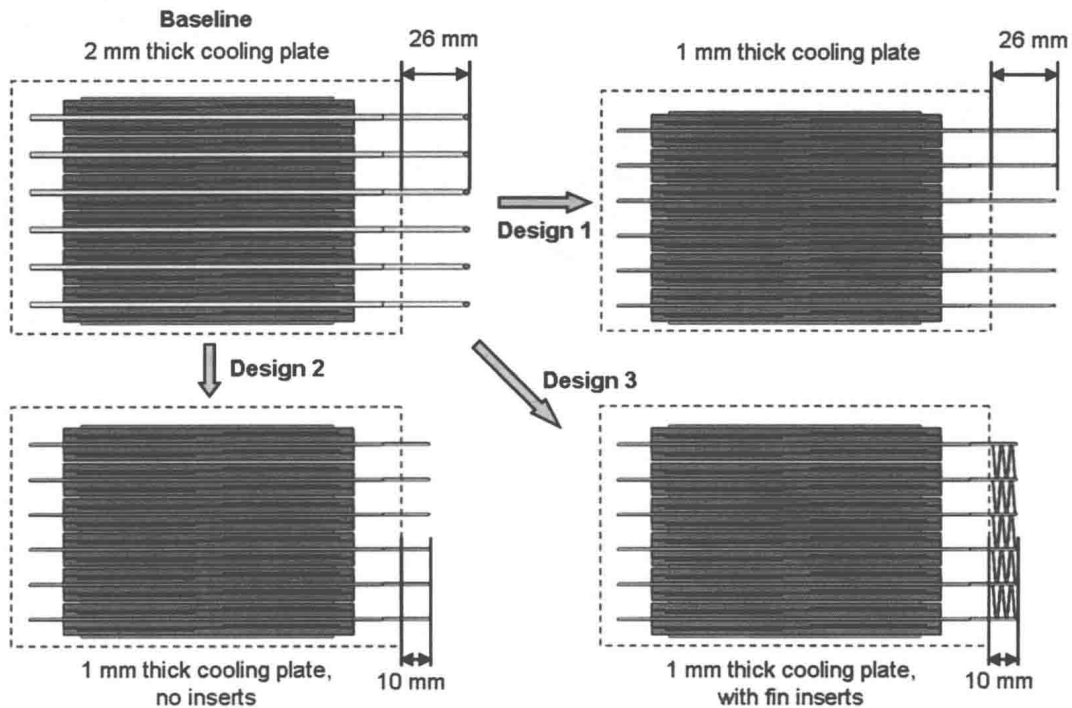 Baseline
2 mm thick cooling plate
26 mm
1 mm thick cooling plate
26 mm
Design 1
Design 2
Design 3
1 mm thick cooling plate,
no inserts
10 mm
1 mm thick cooling plate,
with fin inserts
10 mm